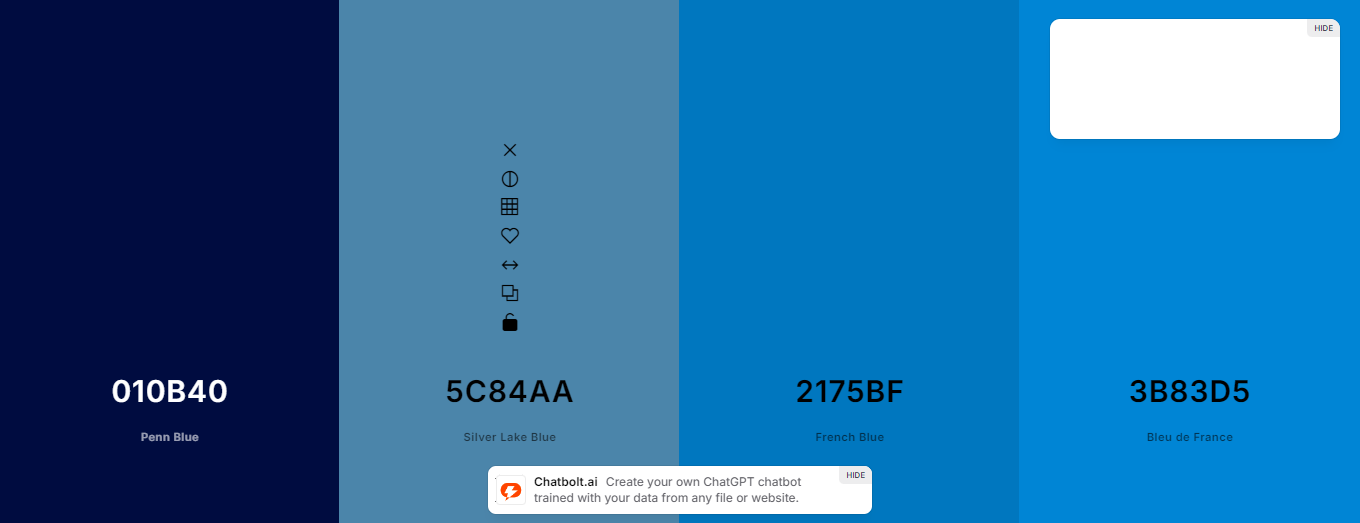 HIDE
010B40
5C84AA
2175BF
3B83D5
Penn Blue
Silver Lake Blue
French Blue
Bleu de France
Chatbolt.ai Create your own ChatGPT chatbot
HIDE
trained with your data from any file or website.